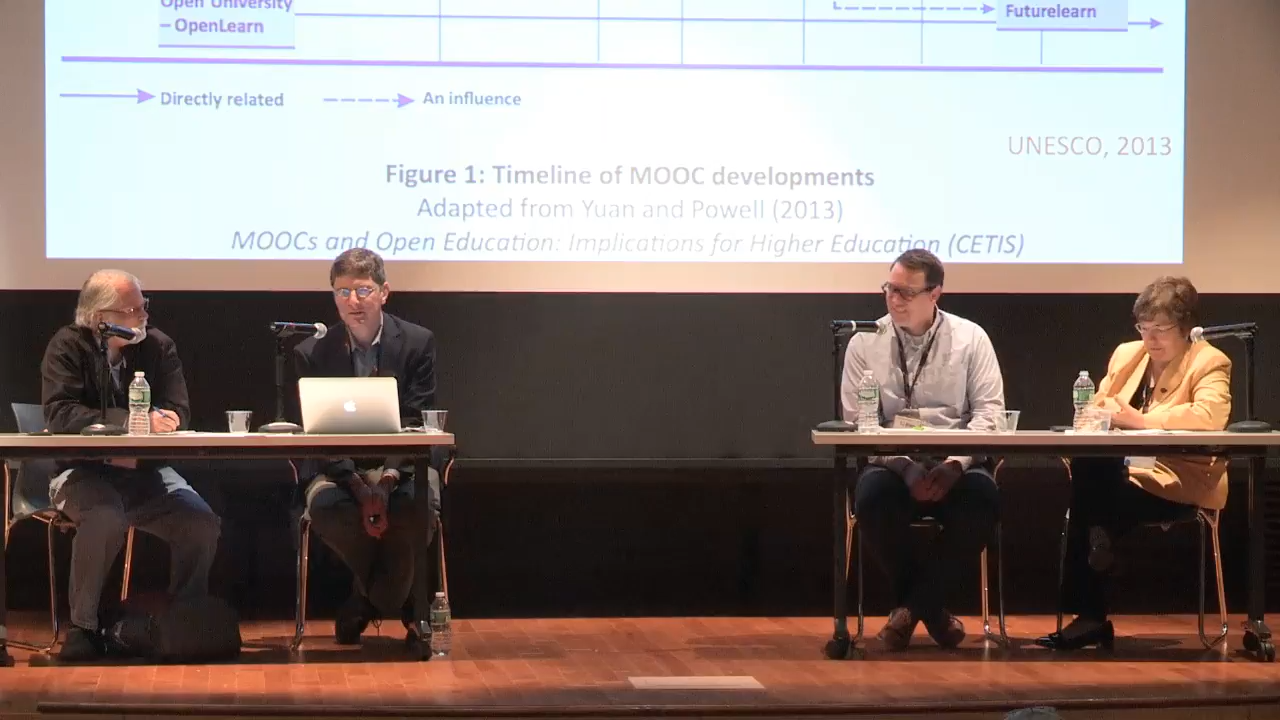 Open University
– OpenLearn
Futurelearn
Directly related
An influence
UNESCO, 2013
Figure 1: Timeline of MOOC developments
Adapted from Yuan and Powell (2013)
MOOCs and Open Education: Implications for Higher Education (CETIS)